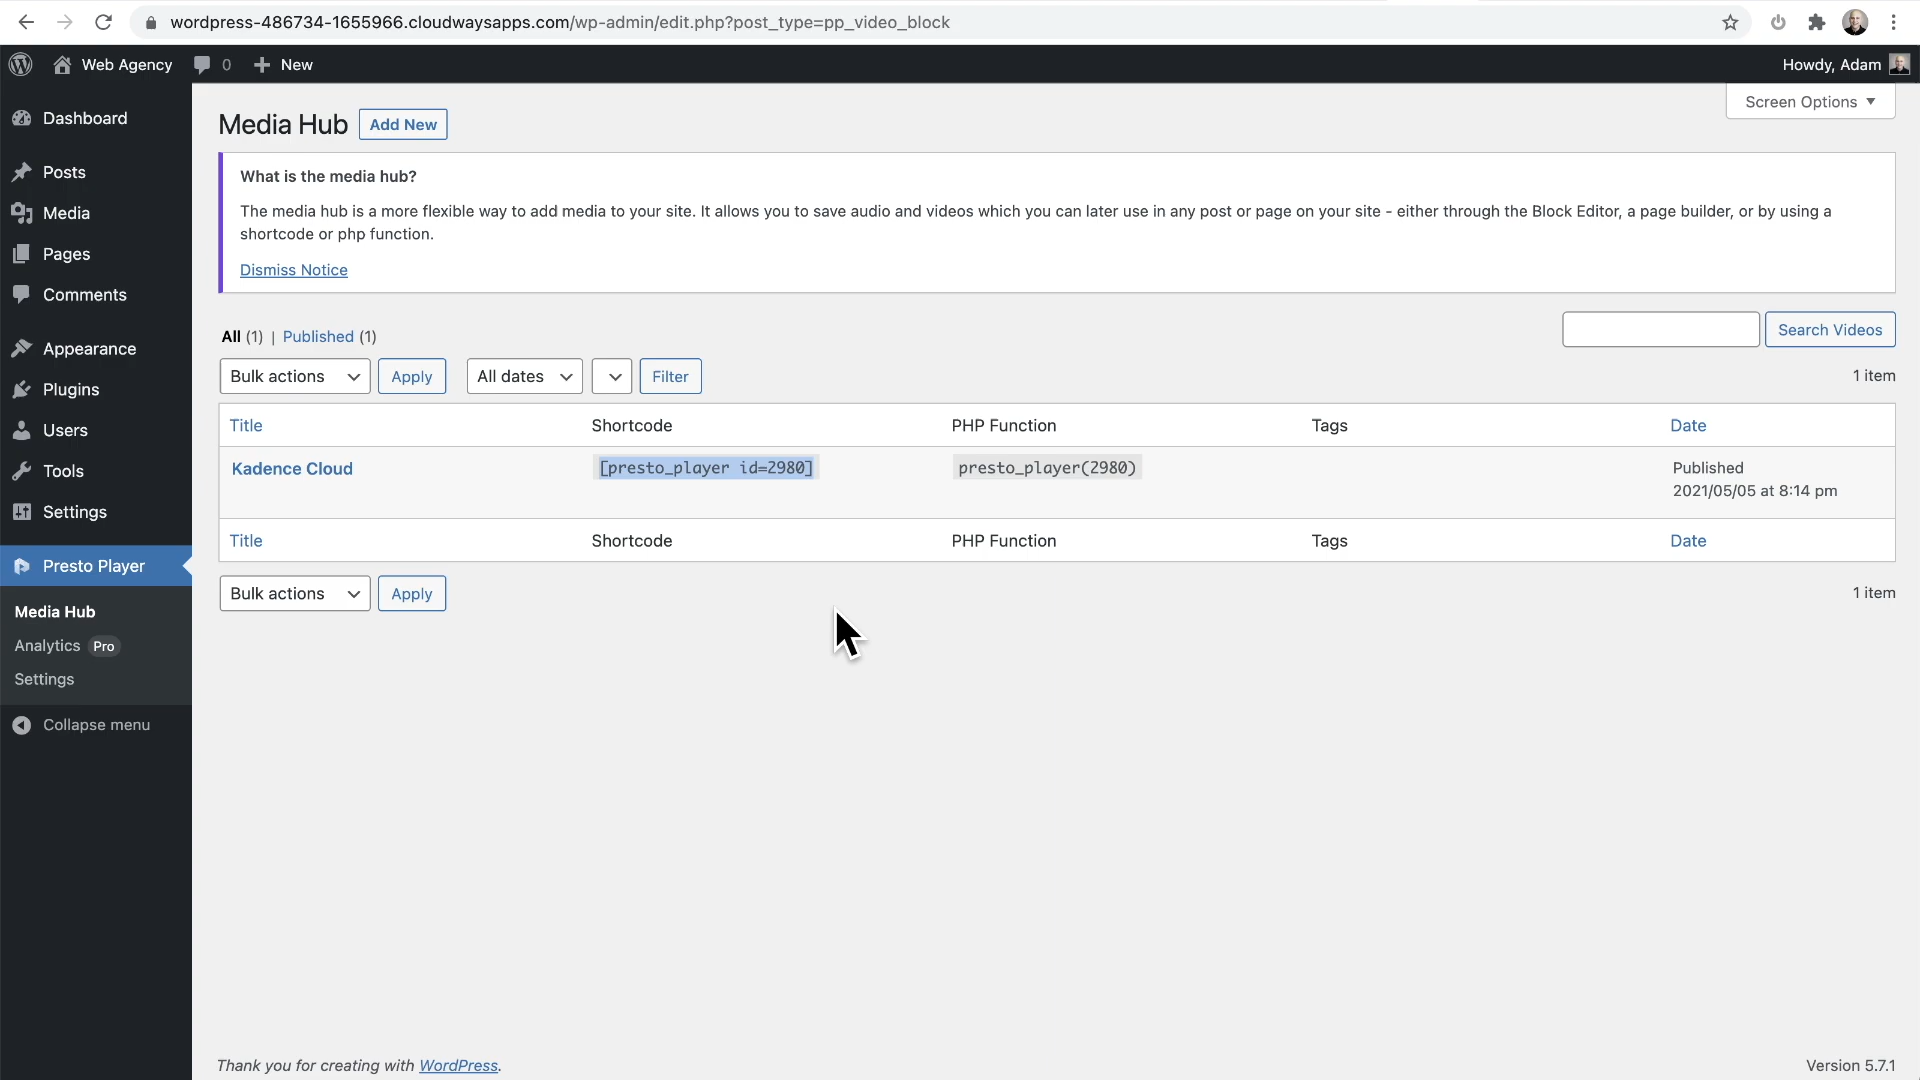 wordpress-486734-1655966.cloudwaysapps.com/wp-admin/edit.php?post_type=pp_video_block
Web Agency 0 New Howdy, Adam
Screen Options
Dashboard
Posts
Media
Pages
Comments
Appearance
Plugins
Users
Tools
Settings
Presto Player
Media Hub
Analytics Pro
Settings
Collapse menu
Media Hub Add New
What is the media hub?
The media hub is a more flexible way to add media to your site. It allows you to save audio and videos which you can later use in any post or page on your site - either through the Block Editor, a page builder, or by using a
shortcode or php function.
Dismiss Notice
All (1) | Published (1) Search Videos
Bulk actions Apply All dates Filter 1 item
Title Shortcode PHP Function Tags Date
Kadence Cloud [presto_player id=2980] presto_player(2980) Published
2021/05/05 at 8:14 pm
Title Shortcode PHP Function Tags Date
Bulk actions Apply 1 item
Thank you for creating with WordPress. Version 5.7.1